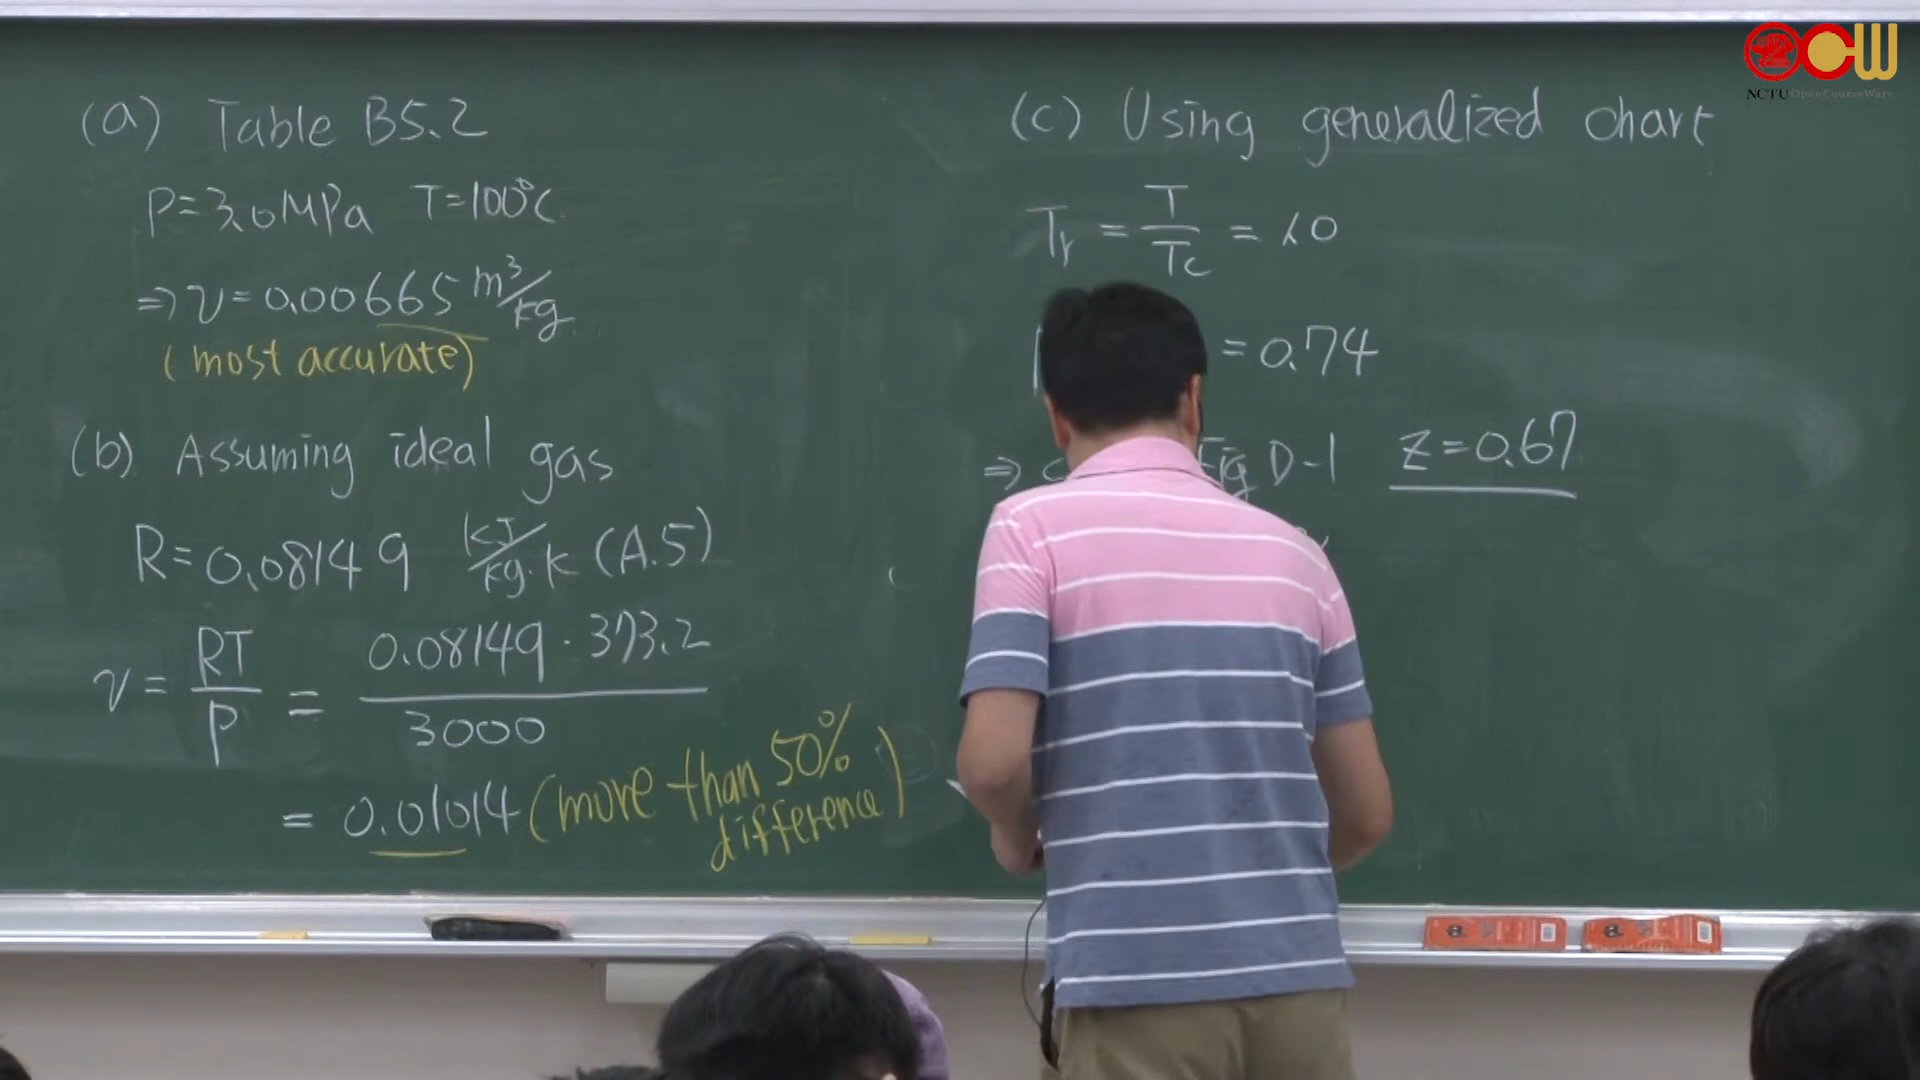 (a) Table B5.2
P=3.0MPa T=100°C
⇒ v=0.00665 m³/kg
(most accurate)
(b) Assuming ideal gas
R=0.08149 kJ/kg·K (A.5)
v = RT/P = 0.08149·373.2/3000
= 0.01014 (more than 50% difference)
(c) Using generalized chart
Tr = T/Tc = 1.0
= 0.74
⇒ Fig D-1 Z=0.67
NCTU OpenCourseWare